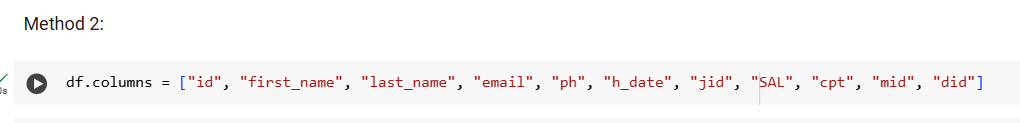 Method 2:
df.columns = ["id", "first_name", "last_name", "email", "ph", "h_date", "jid", "SAL", "cpt", "mid", "did"]